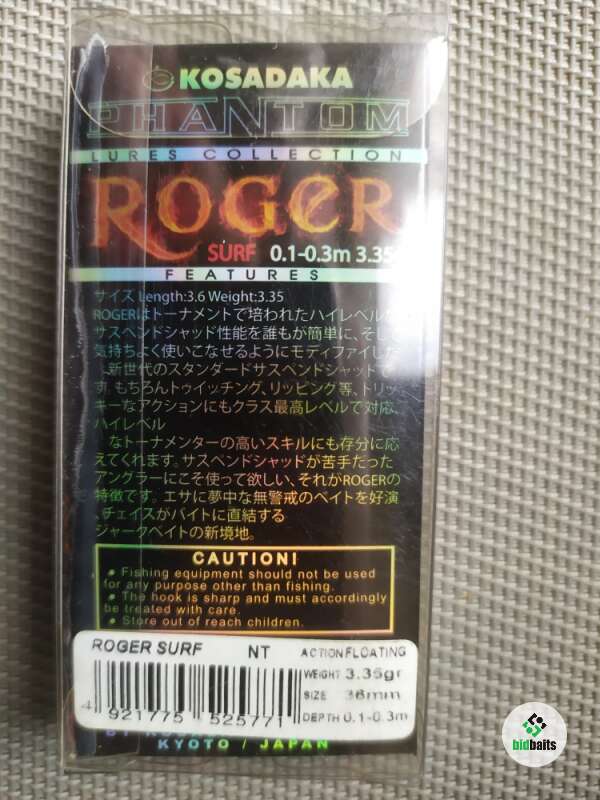 KOSADAKA
PHANTOM
LURES COLLECTION
ROGER
SURF 0.1-0.3m 3.35
FEATURES
サイズ Length:3.6 Weight:3.35
ROGERはトーナメントで培われたハイレベルな
サスペンドシャッド性能を誰もが簡単に、そして
気持ちよく使いこなせるようにモディファイした
新世代のスタンダードサスペンドシャッドで
す。もちろんトゥイッチング、リッピング等、トリッ
キーなアクションにもクラス最高レベルで対応、
ハイレベル
なトーナメンターの高いスキルにも存分に応
えてくれます。サスペンドシャッドが苦手だった
アングラーにこそ使って欲しい、それがROGERの
特徴です。エサに夢中な無警戒のベイトを好演
、チェイスがバイトに直結する
ジャークベイトの新境地。
CAUTION!
● Fishing equipment should not be used
for any purpose other than fishing.
● The hook is sharp and must accordingly
be treated with care.
● Store out of reach children.
ROGER SURF NT ACTION FLOATING
WEIGHT 3.35gr
SIZE 36mm
DEPTH 0.1-0.3m
4 921775 525771
KYOTO / JAPAN
bidbaits